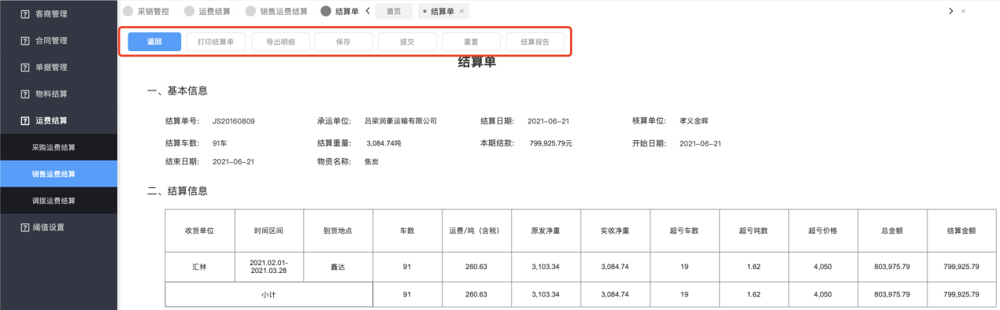 客商管理
合同管理
单据管理
物料结算
运费结算
采购运费结算
销售运费结算
调拨运费结算
阈值设置
采销管控 运费结算 销售运费结算 结算单 首页 结算单
返回 打印结算单 导出明细 保存 提交 重置 结算报告
结算单
一、基本信息
结算单号: JS20160809 承运单位: 吕梁润豪运输有限公司 结算日期: 2021-06-21 核算单位: 孝义金晖
结算车数: 91车 结算重量: 3,084.74吨 本期结款: 799,925.79元 开始日期: 2021-06-21
结束日期: 2021-06-21 物资名称: 焦炭
二、结算信息
收货单位 时间区间 到货地点 车数 运费/吨（含税） 原发净重 实收净重 超亏车数 超亏吨数 超亏价格 总金额 结算金额
汇林 2021.02.01-2021.03.28 鑫达 91 260.63 3,103.34 3,084.74 19 1.62 4,050 803,975.79 799,925.79
小计 91 260.63 3,103.34 3,084.74 19 1.62 4,050 803,975.79 799,925.79